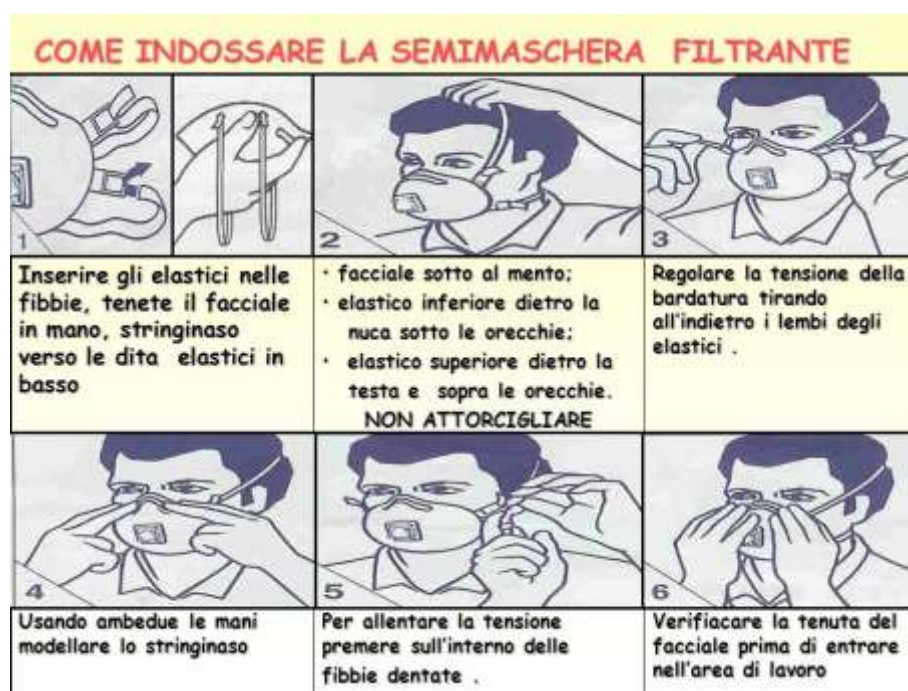 COME INDOSSARE LA SEMIMASCHERA FILTRANTE
1
2
3
Inserire gli elastici nelle
fibbie, tenete il facciale
in mano, stringinaso
verso le dita elastici in
basso
· facciale sotto al mento;
· elastico inferiore dietro la
nuca sotto le orecchie;
· elastico superiore dietro la
testa e sopra le orecchie.
NON ATTORCIGLIARE
Regolare la tensione della
bardatura tirando
all'indietro i lembi degli
elastici .
4
5
6
Usando ambedue le mani
modellare lo stringinaso
Per allentare la tensione
premere sull'interno delle
fibbie dentate .
Verifiacare la tenuta del
facciale prima di entrare
nell'area di lavoro